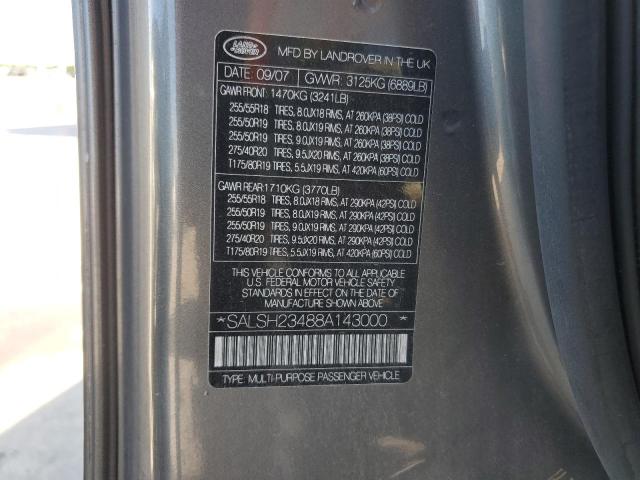 LAND ROVER
MFD BY LANDROVER IN THE UK
DATE: 09/07 GVWR: 3125KG (6889LB)
GAWR FRONT: 1470KG (3241LB)
255/55R18 TIRES, 8.0JX18 RIMS, AT 260KPA (38PSI) COLD
255/50R19 TIRES, 8.0JX19 RIMS, AT 260KPA (38PSI) COLD
255/50R19 TIRES, 9.0JX19 RIMS, AT 260KPA (38PSI) COLD
275/40R20 TIRES, 9.5JX20 RIMS, AT 260KPA (38PSI) COLD
T175/80R19 TIRES, 5.5JX19 RIMS, AT 420KPA (60PSI) COLD
GAWR REAR: 1710KG (3770LB)
255/55R18 TIRES, 8.0JX18 RIMS, AT 290KPA (42PSI) COLD
255/50R19 TIRES, 8.0JX19 RIMS, AT 290KPA (42PSI) COLD
255/50R19 TIRES, 9.0JX19 RIMS, AT 290KPA (42PSI) COLD
275/40R20 TIRES, 9.5JX20 RIMS, AT 290KPA (42PSI) COLD
T175/80R19 TIRES, 5.5JX19 RIMS, AT 420KPA (60PSI) COLD
THIS VEHICLE CONFORMS TO ALL APPLICABLE
U.S. FEDERAL MOTOR VEHICLE SAFETY
STANDARDS IN EFFECT ON THE DATE OF
MANUFACTURE SHOWN ABOVE
*SALSH23488A143000 *
TYPE: MULTI-PURPOSE PASSENGER VEHICLE